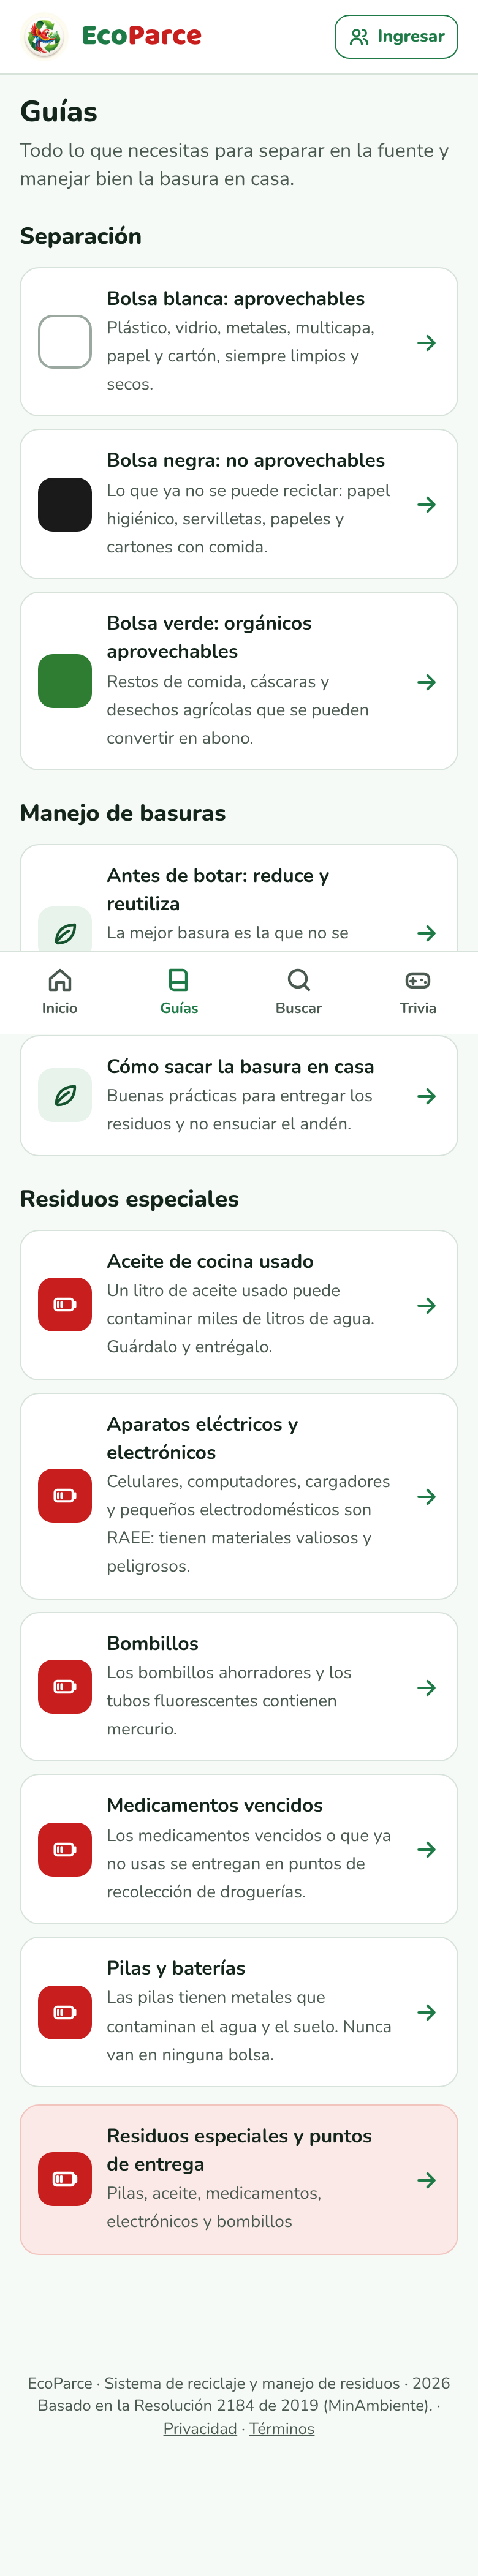 EcoParce
Ingresar
Guías
Todo lo que necesitas para separar en la fuente y
manejar bien la basura en casa.
Separación
Bolsa blanca: aprovechables
Plástico, vidrio, metales, multicapa,
papel y cartón, siempre limpios y
secos.
Bolsa negra: no aprovechables
Lo que ya no se puede reciclar: papel
higiénico, servilletas, papeles y
cartones con comida.
Bolsa verde: orgánicos
aprovechables
Restos de comida, cáscaras y
desechos agrícolas que se pueden
convertir en abono.
Manejo de basuras
Antes de botar: reduce y
reutiliza
La mejor basura es la que no se
Inicio
Guías
Buscar
Trivia
Cómo sacar la basura en casa
Buenas prácticas para entregar los
residuos y no ensuciar el andén.
Residuos especiales
Aceite de cocina usado
Un litro de aceite usado puede
contaminar miles de litros de agua.
Guárdalo y entrégalo.
Aparatos eléctricos y
electrónicos
Celulares, computadores, cargadores
y pequeños electrodomésticos son
RAEE: tienen materiales valiosos y
peligrosos.
Bombillos
Los bombillos ahorradores y los
tubos fluorescentes contienen
mercurio.
Medicamentos vencidos
Los medicamentos vencidos o que ya
no usas se entregan en puntos de
recolección de droguerías.
Pilas y baterías
Las pilas tienen metales que
contaminan el agua y el suelo. Nunca
van en ninguna bolsa.
Residuos especiales y puntos
de entrega
Pilas, aceite, medicamentos,
electrónicos y bombillos
EcoParce · Sistema de reciclaje y manejo de residuos · 2026
Basado en la Resolución 2184 de 2019 (MinAmbiente). ·
Privacidad · Términos